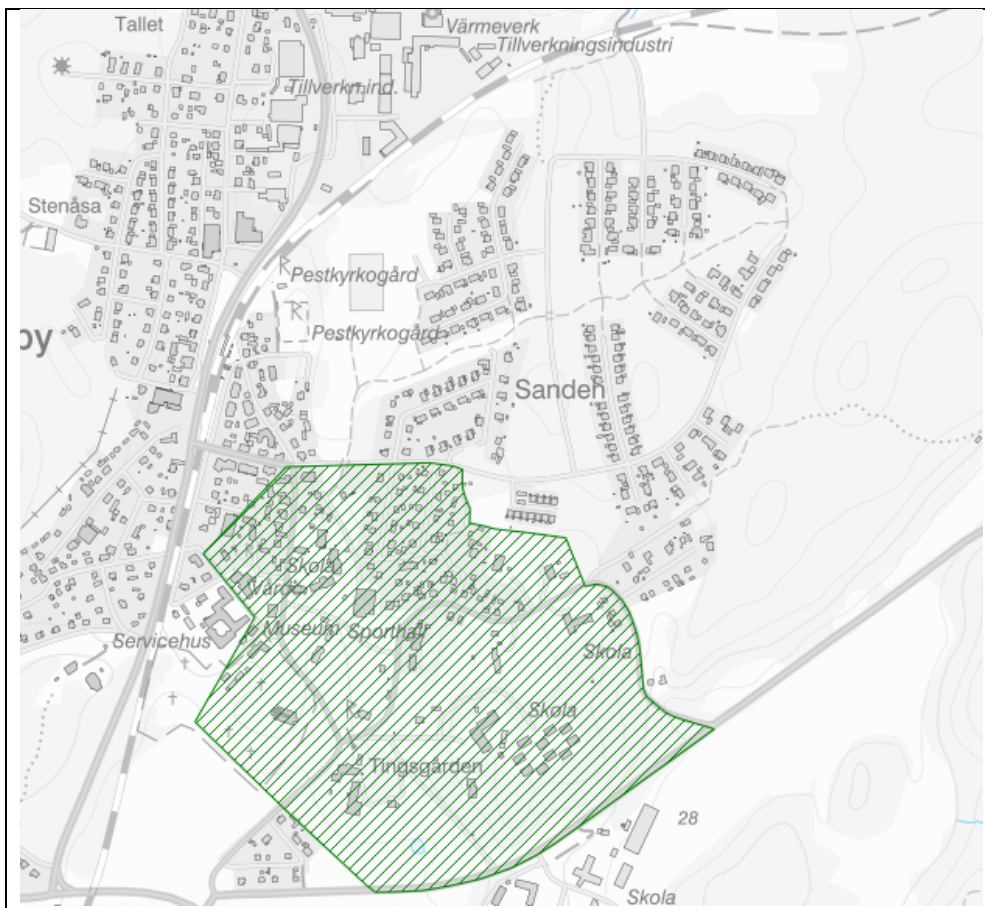 Tallet
Värmeverk
Tillverkningsindustri
Tillverkn.ind.
Stenåsa
Pestkyrkogård
Pestkyrkogård
by
Sanden
Skola
Vårdc.
Museum
Sporthall
Servicehus
Skola
Skola
Tingsgården
28
Skola